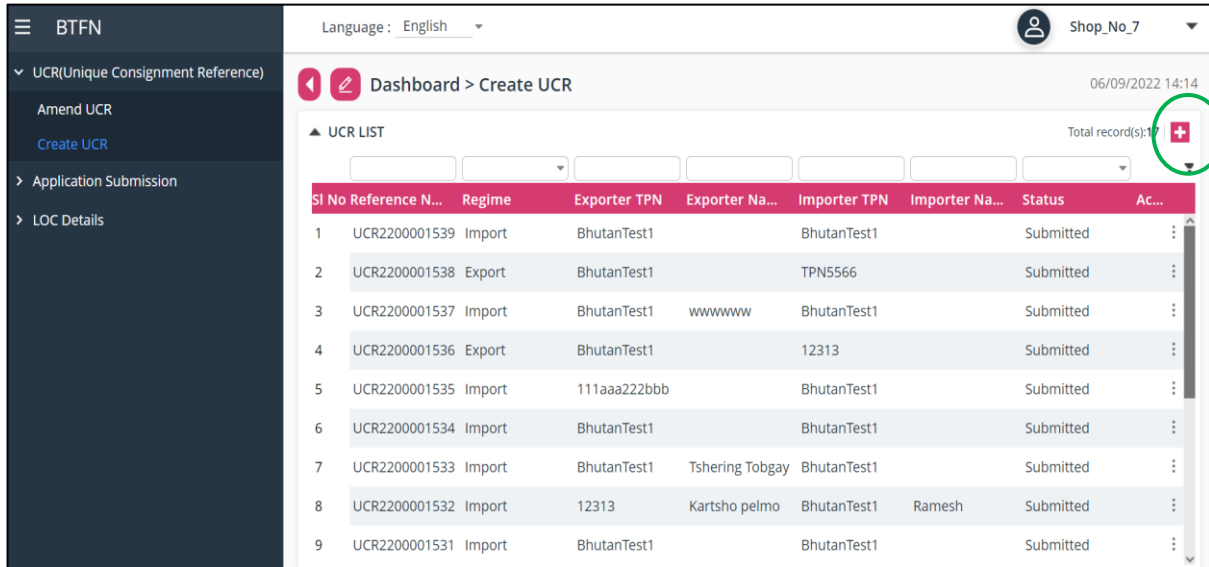 BTFN
Language : English
Shop_No_7
UCR(Unique Consignment Reference)
Amend UCR
Create UCR
Application Submission
LOC Details
Dashboard > Create UCR
06/09/2022 14:14
UCR LIST
Total record(s):17
Sl No Reference N... Regime Exporter TPN Exporter Na... Importer TPN Importer Na... Status Ac...
1 UCR2200001539 Import BhutanTest1 BhutanTest1 Submitted
2 UCR2200001538 Export BhutanTest1 TPN5566 Submitted
3 UCR2200001537 Import BhutanTest1 wwwwww BhutanTest1 Submitted
4 UCR2200001536 Export BhutanTest1 12313 Submitted
5 UCR2200001535 Import 111aaa222bbb BhutanTest1 Submitted
6 UCR2200001534 Import BhutanTest1 BhutanTest1 Submitted
7 UCR2200001533 Import BhutanTest1 Tshering Tobgay BhutanTest1 Submitted
8 UCR2200001532 Import 12313 Kartsho pelmo BhutanTest1 Ramesh Submitted
9 UCR2200001531 Import BhutanTest1 BhutanTest1 Submitted